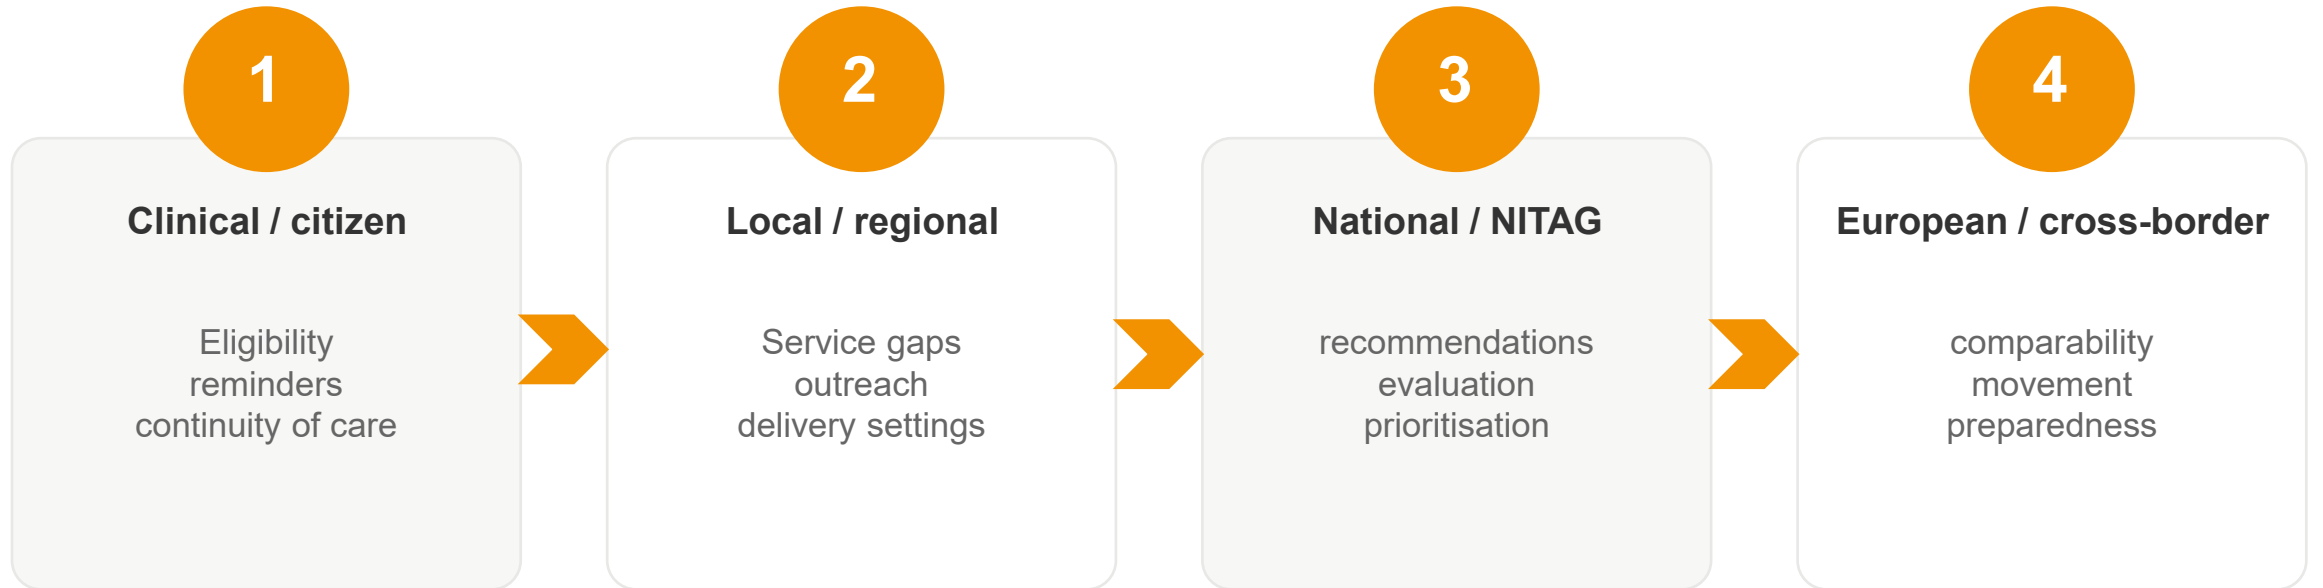 1
Clinical / citizen
Eligibility
reminders
continuity of care
2
Local / regional
Service gaps
outreach
delivery settings
3
National / NITAG
recommendations
evaluation
prioritisation
4
European / cross-border
comparability
movement
preparedness